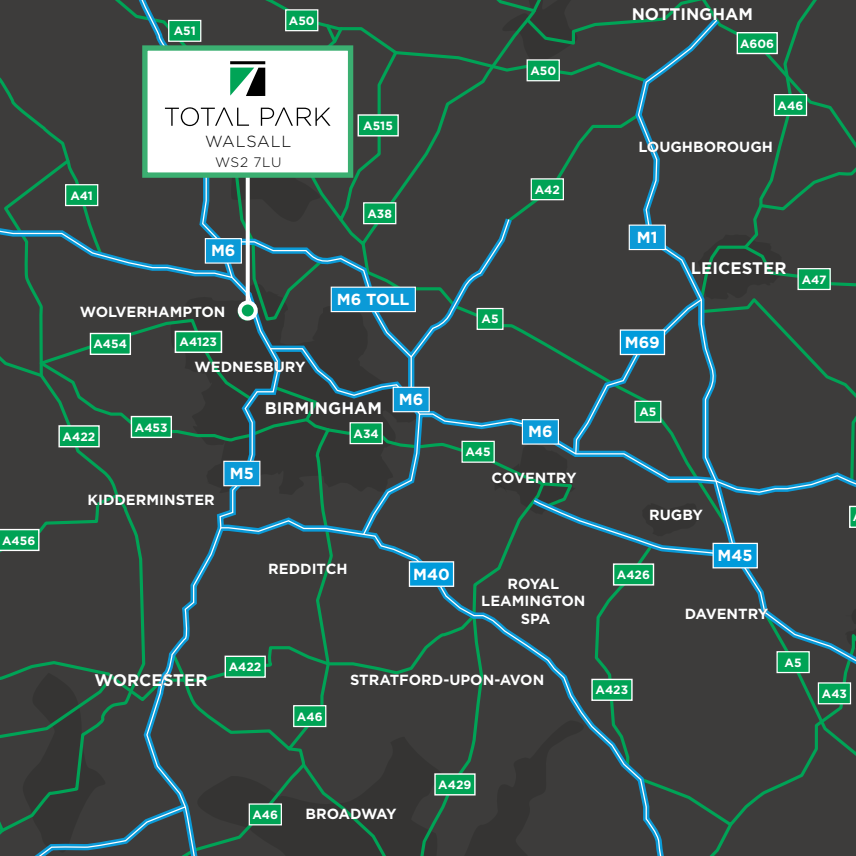 NOTTINGHAM
A50
A51
A606
A50
A46
TOTAL PARK
WALSALL
WS2 7LU
A515
LOUGHBOROUGH
A42
A41
A38
M1
M6
LEICESTER
A47
M6 TOLL
WOLVERHAMPTON
A5
A454
A4123
M69
WEDNESBURY
M6
BIRMINGHAM
A5
A453
A422
A34
M6
A45
M5
COVENTRY
KIDDERMINSTER
RUGBY
A456
M45
REDDITCH
M40
A426
ROYAL
LEAMINGTON
SPA
DAVENTRY
A422
A5
WORCESTER
STRATFORD-UPON-AVON
A423
A43
A46
A429
A46
BROADWAY